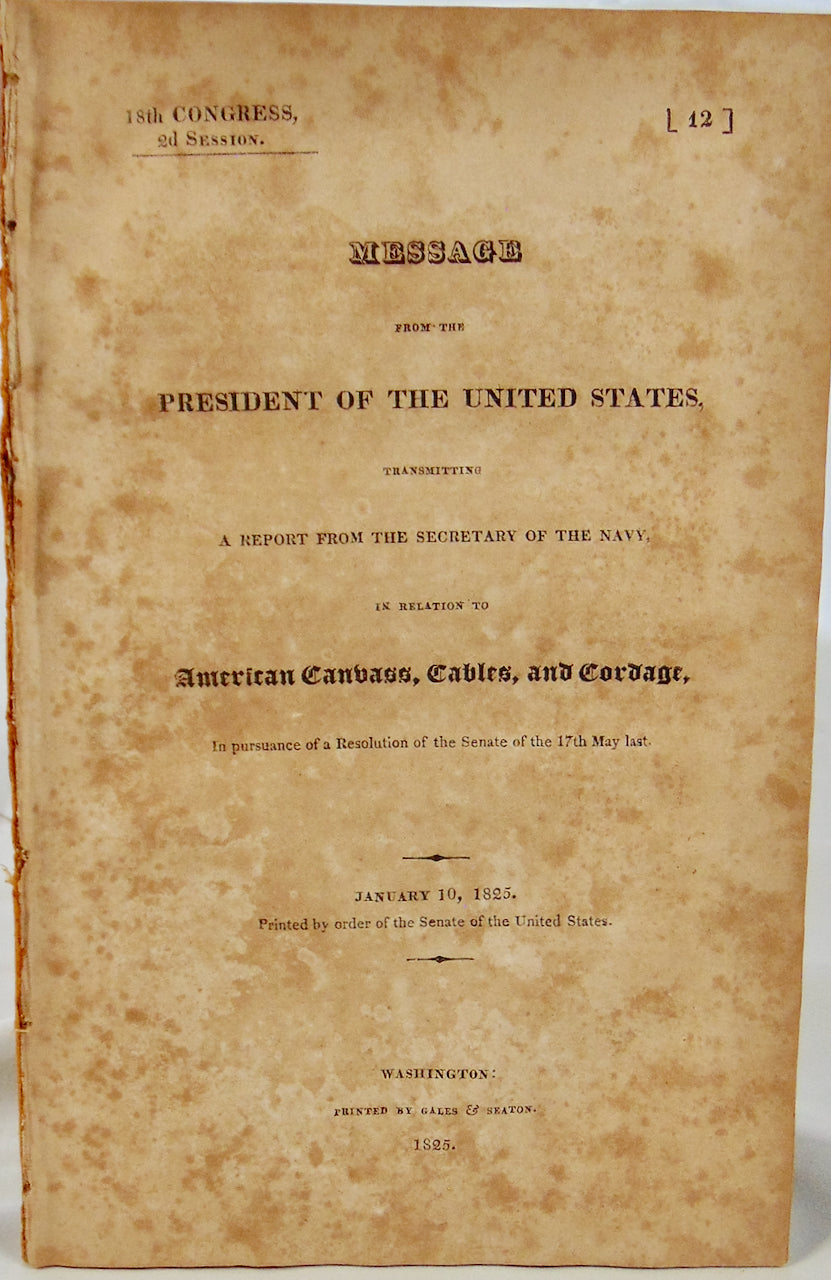 18th CONGRESS,
2d SESSION.
[ 12 ]
MESSAGE
FROM THE
PRESIDENT OF THE UNITED STATES,
TRANSMITTING
A REPORT FROM THE SECRETARY OF THE NAVY,
IN RELATION TO
American Canvass, Cables, and Cordage,
In pursuance of a Resolution of the Senate of the 17th May last.
JANUARY 10, 1825.
Printed by order of the Senate of the United States.
WASHINGTON:
PRINTED BY GALES & SEATON.
1825.